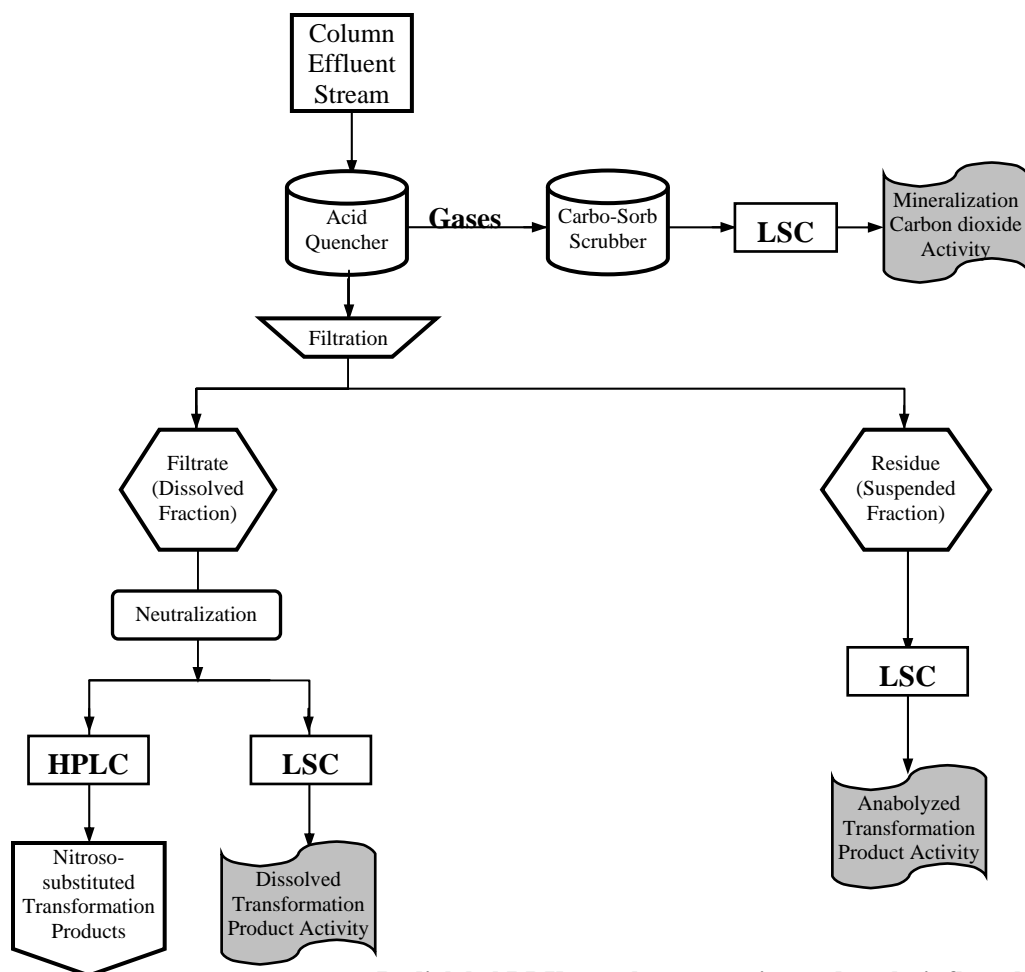 Column
Effluent
Stream
Acid
Quencher
Gases
Carbo-Sorb
Scrubber
LSC
Mineralization
Carbon dioxide
Activity
Filtration
Filtrate
(Dissolved
Fraction)
Residue
(Suspended
Fraction)
Neutralization
LSC
HPLC
LSC
Anabolyzed
Transformation
Product Activity
Nitroso-
substituted
Transformation
Products
Dissolved
Transformation
Product Activity